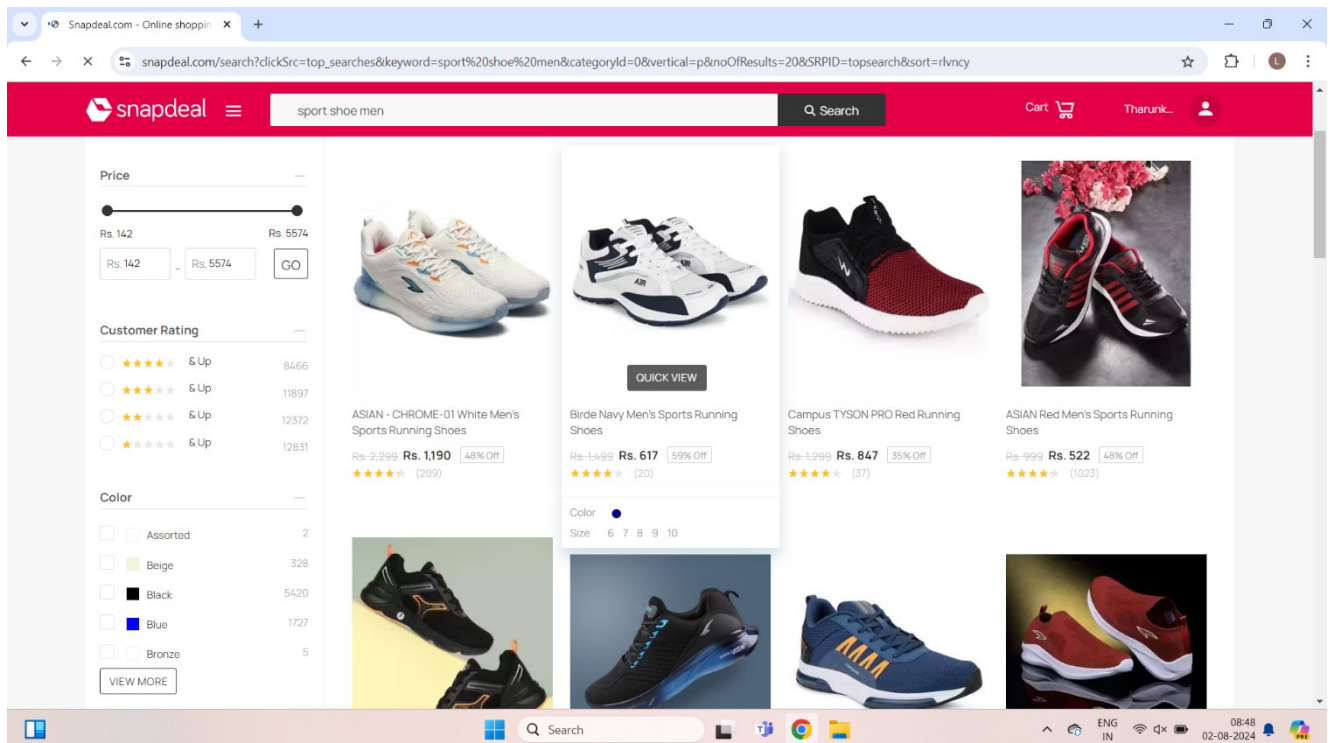 Snapdeal.com - Online shoppin
snapdeal.com/search?clickSrc=top_searches&keyword=sport%20shoe%20men&categoryId=0&vertical=p&noOfResults=20&SRPID=topsearch&sort=rlvncy
L
snapdeal
sport shoe men
Search
Cart
Tharunk...
Price
Rs. 142 Rs. 5574
Rs. 142 - Rs. 5574 GO
Customer Rating
& Up 8466
& Up 11897
& Up 12372
& Up 12831
Color
Assorted 2
Beige 328
Black 5420
Blue 1727
Bronze 5
VIEW MORE
ASIAN - CHROME-01 White Men's
Sports Running Shoes
Rs. 2,299 Rs. 1,190 48% Off
(209)
AIR
AIR
QUICK VIEW
Birde Navy Men's Sports Running
Shoes
Rs. 1,499 Rs. 617 59% Off
(20)
Color
Size 6 7 8 9 10
Campus TYSON PRO Red Running
Shoes
Rs. 1,299 Rs. 847 35% Off
(37)
ASIAN Red Men's Sports Running
Shoes
Rs. 999 Rs. 522 48% Off
(1023)
Search
ENG
IN
08:48
02-08-2024
PRE